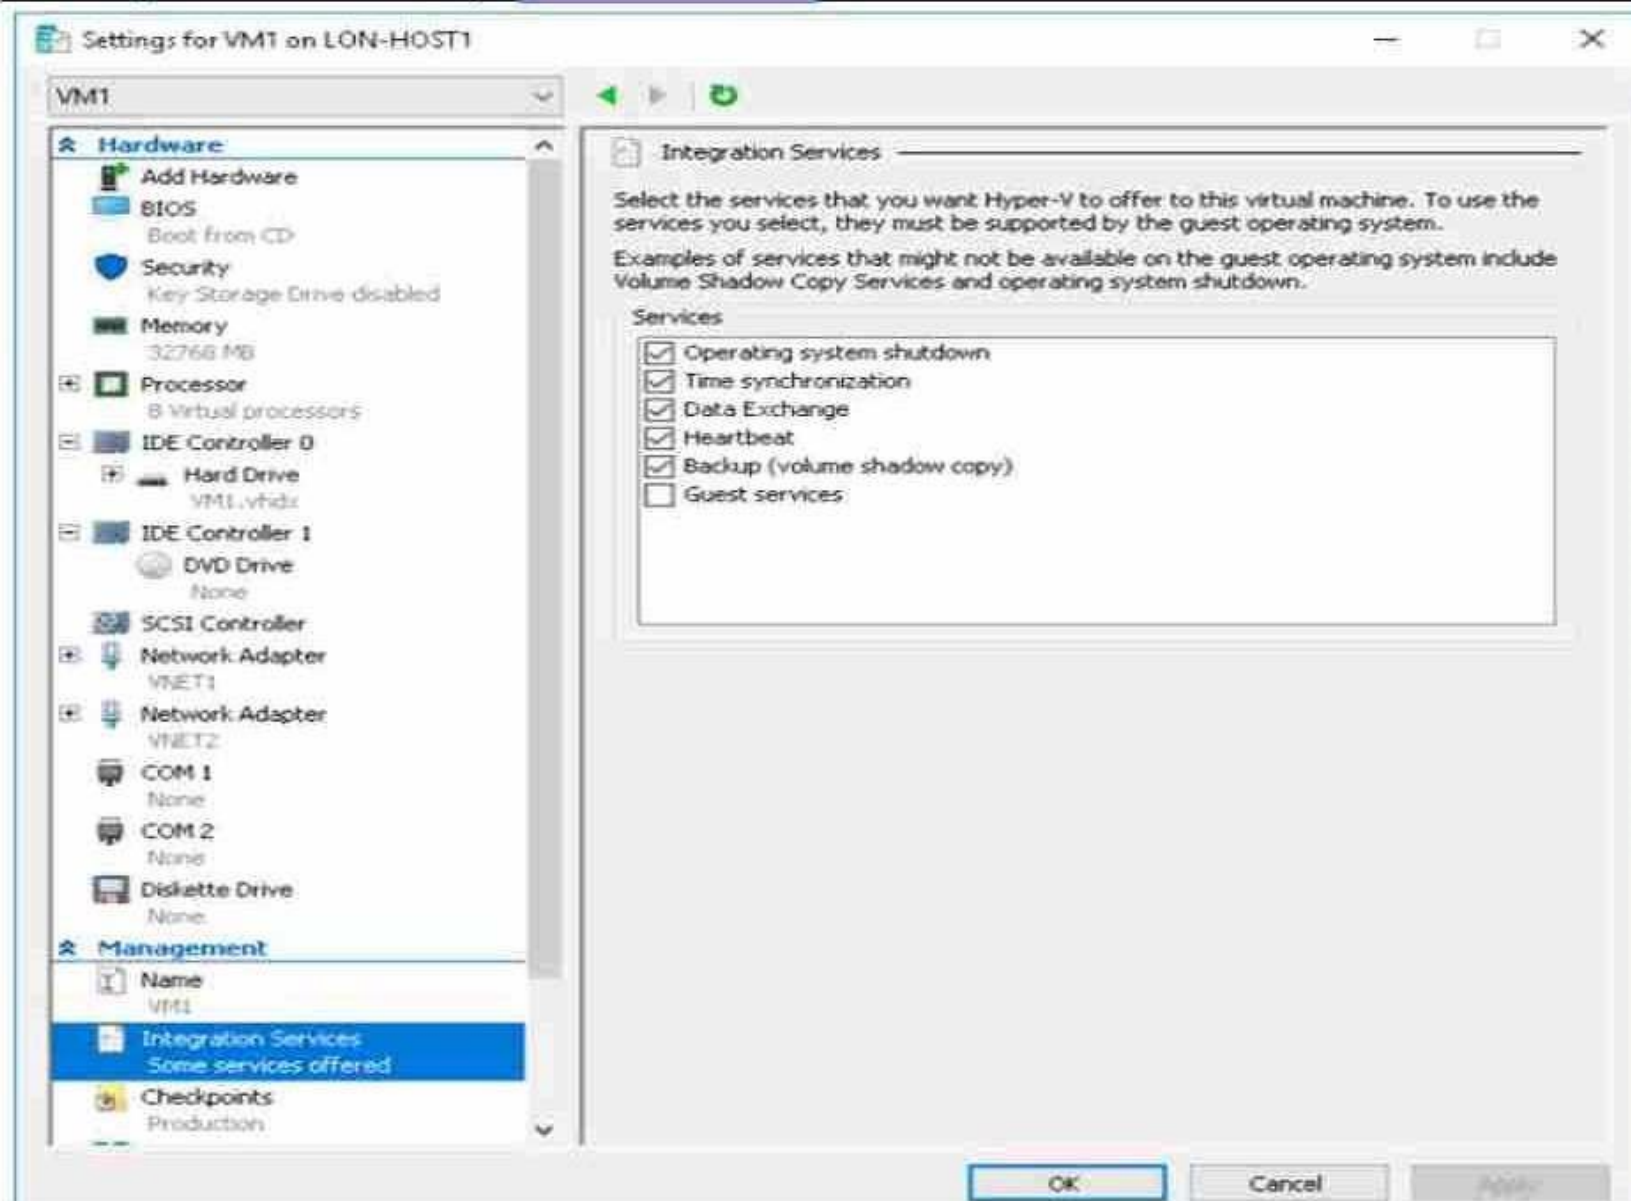 Settings for VM1 on LON-HOST1
VM1
Hardware
Add Hardware
BIOS
Boot from CD
Security
Key Storage Drive disabled
Memory
32768 MB
Processor
8 Virtual processors
IDE Controller 0
Hard Drive
VM1.vhdx
IDE Controller 1
DVD Drive
None
SCSI Controller
Network Adapter
VNET1
Network Adapter
VNET2
COM 1
None
COM 2
None
Diskette Drive
None
Management
Name
VM1
Integration Services
Some services offered
Checkpoints
Production
Integration Services
Select the services that you want Hyper-V to offer to this virtual machine. To use the
services you select, they must be supported by the guest operating system.
Examples of services that might not be available on the guest operating system include
Volume Shadow Copy Services and operating system shutdown.
Services
Operating system shutdown
Time synchronization
Data Exchange
Heartbeat
Backup (volume shadow copy)
Guest services
OK
Cancel
Apply